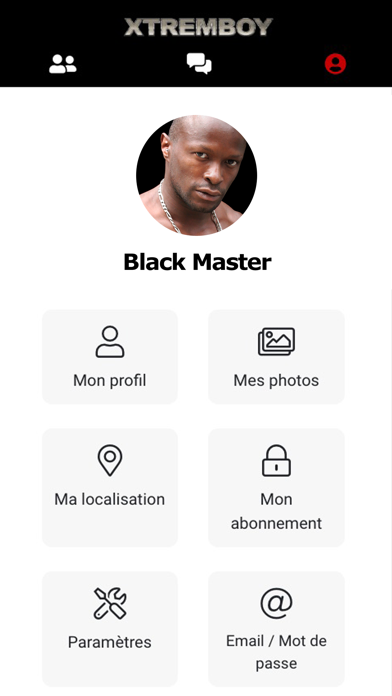 XTREMBOY
Black Master
Mon profil
Mes photos
Ma localisation
Mon
abonnement
Paramètres
Email / Mot de
passe